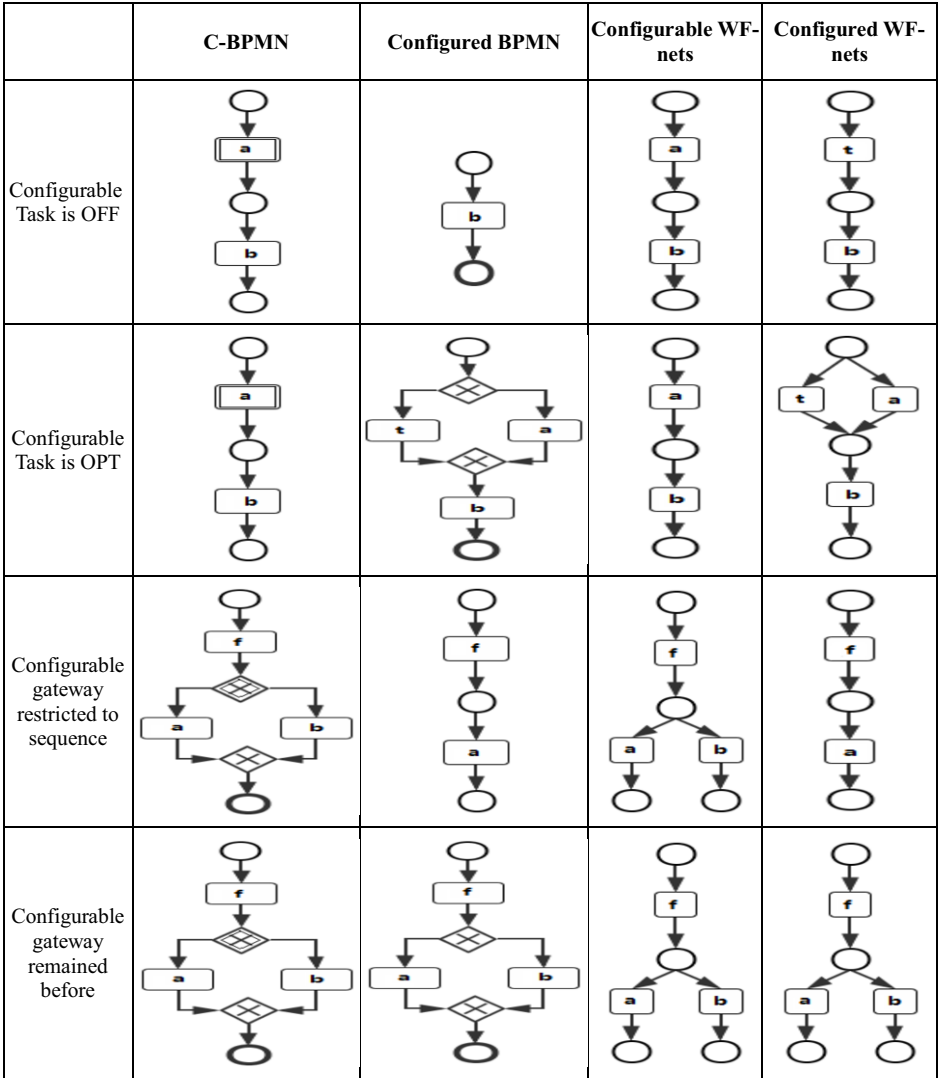 C-BPMN
Configured BPMN
Configurable WF-
nets
Configured WF-
nets
Configurable
Task is OFF
a
b
b
a
b
t
b
Configurable
Task is OPT
a
b
t
a
b
a
b
t
a
b
Configurable
gateway
restricted to
sequence
f
a
b
f
a
f
a
b
f
a
Configurable
gateway
remained
before
f
a
b
f
a
b
f
a
b
f
a
b